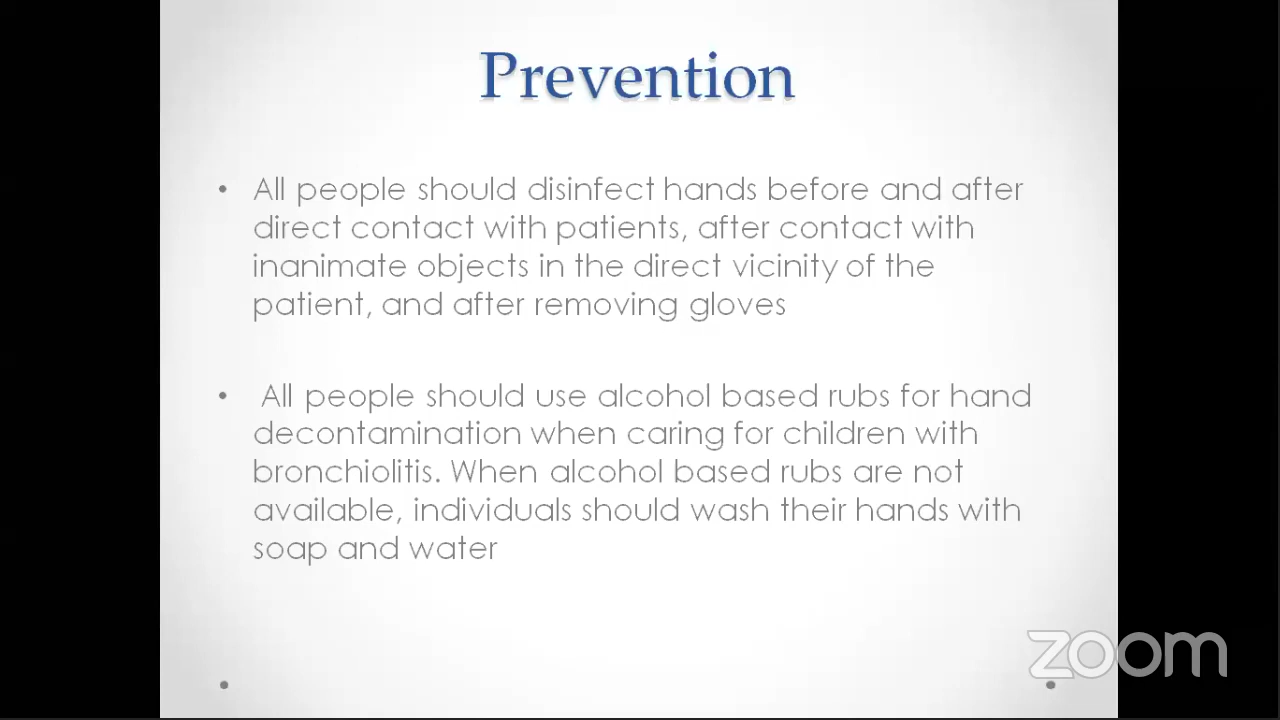 Prevention
• All people should disinfect hands before and after
direct contact with patients, after contact with
inanimate objects in the direct vicinity of the
patient, and after removing gloves
• All people should use alcohol based rubs for hand
decontamination when caring for children with
bronchiolitis. When alcohol based rubs are not
available, individuals should wash their hands with
soap and water
zoom